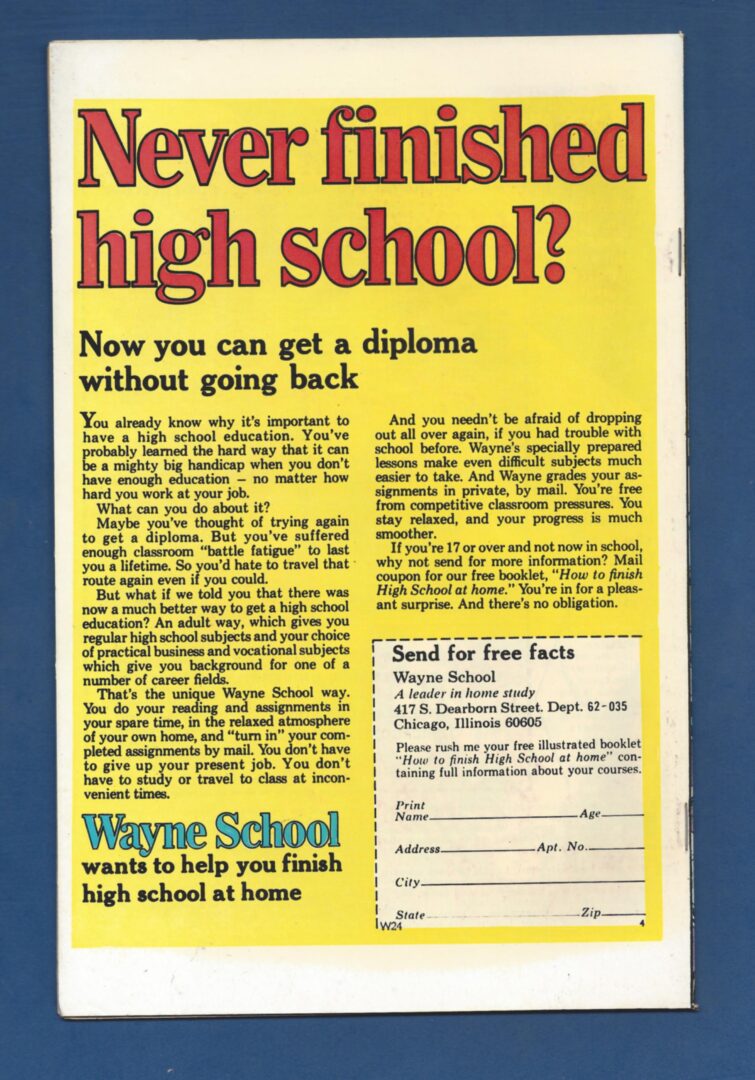 Never finished
high school?
Now you can get a diploma
without going back
You already know why it's important to
have a high school education. You've
probably learned the hard way that it can
be a mighty big handicap when you don't
have enough education – no matter how
hard you work at your job.
What can you do about it?
Maybe you've thought of trying again
to get a diploma. But you've suffered
enough classroom "battle fatigue" to last
you a lifetime. So you'd hate to travel that
route again even if you could.
But what if we told you that there was
now a much better way to get a high school
education? An adult way, which gives you
regular high school subjects and your choice
of practical business and vocational subjects
which give you background for one of a
number of career fields.
That's the unique Wayne School way.
You do your reading and assignments in
your spare time, in the relaxed atmosphere
of your own home, and "turn in" your com-
pleted assignments by mail. You don't have
to give up your present job. You don't
have to study or travel to class at incon-
venient times.
Wayne School
wants to help you finish
high school at home
And you needn't be afraid of dropping
out all over again, if you had trouble with
school before. Wayne's specially prepared
lessons make even difficult subjects much
easier to take. And Wayne grades your as-
signments in private, by mail. You're free
from competitive classroom pressures. You
stay relaxed, and your progress is much
smoother.
If you're 17 or over and not now in school,
why not send for more information? Mail
coupon for our free booklet, "How to finish
High School at home." You're in for a pleas-
ant surprise. And there's no obligation.
Send for free facts
Wayne School
A leader in home study
417 S. Dearborn Street. Dept. 62-035
Chicago, Illinois 60605
Please rush me your free illustrated booklet
"How to finish High School at home" con-
taining full information about your courses.
Print
Name Age
Address Apt. No.
City
State Zip
W24 4